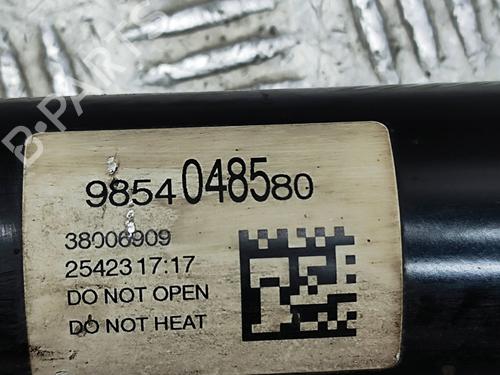 B-PARTS
9854048580
38006909
25423 17:17
DO NOT OPEN
DO NOT HEAT